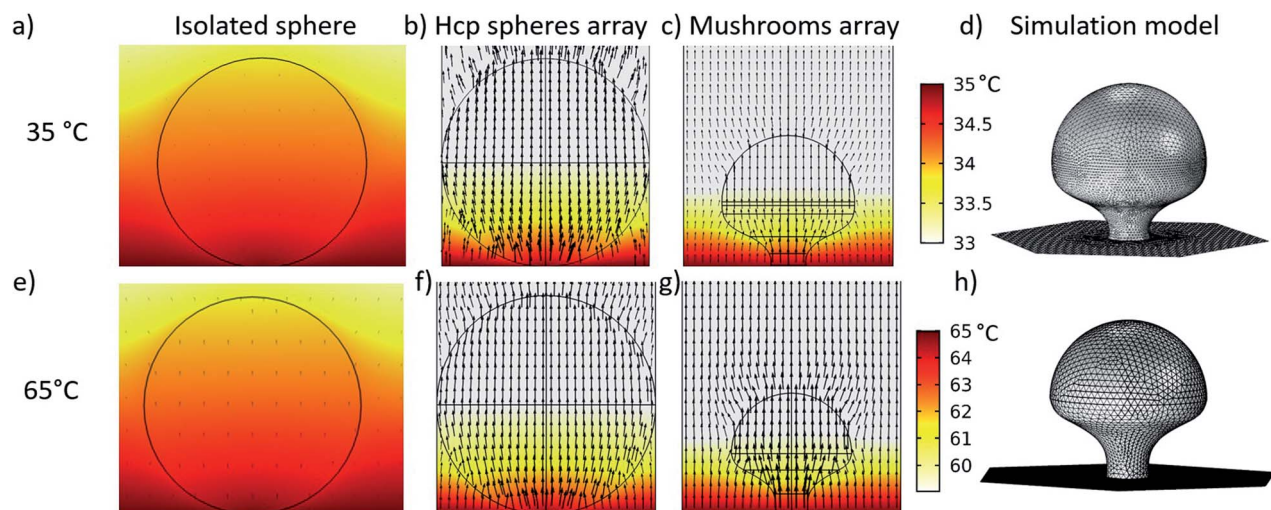 a) Isolated sphere b) Hcp spheres array c) Mushrooms array d) Simulation model
35 °C
35 °C
34.5
34
33.5
33
e) f) g) h)
65°C
65 °C
64
63
62
61
60